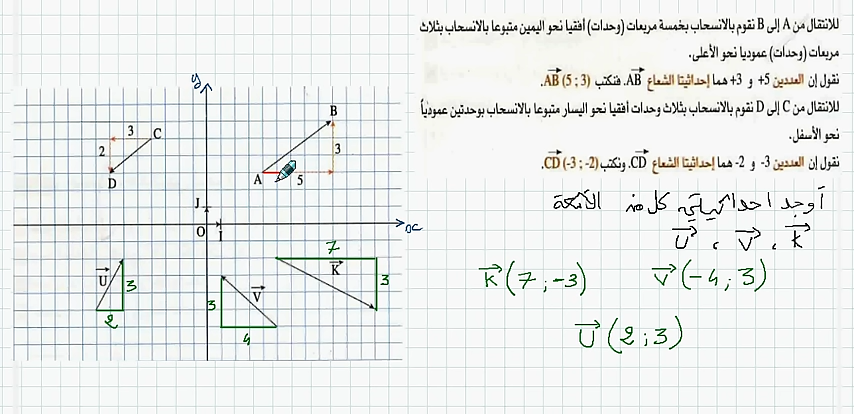 للانتقال من A إلى B نقوم بالانسحاب بخمسة مربعات (وحدات) أفقيا نحو اليمين متبوعا بالانسحاب بثلاث
مربعات (وحدات) عموديا نحو الأعلى.
نقول إن العددين 5+ و 3+ هما إحداثيتا الشعاع AB. فنكتب AB (5 ; 3).
للانتقال من C إلى D نقوم بالانسحاب بثلاث وحدات أفقيا نحو اليسار متبوعا بالانسحاب بوحدتين عموديا
نحو الأسفل.
نقول إن العددين 3- و 2- هما إحداثيتا الشعاع CD. ونكتب CD (-3 ; -2).
أوجد احداثيتي كل من الأشعة
U ، V ، K
K (7 ; -3)
V (-4 ; 3)
U (2 ; 3)
y
B
3 C
2 3
D A 5
J
O I x
7
U K
3 V 3
3
2
4